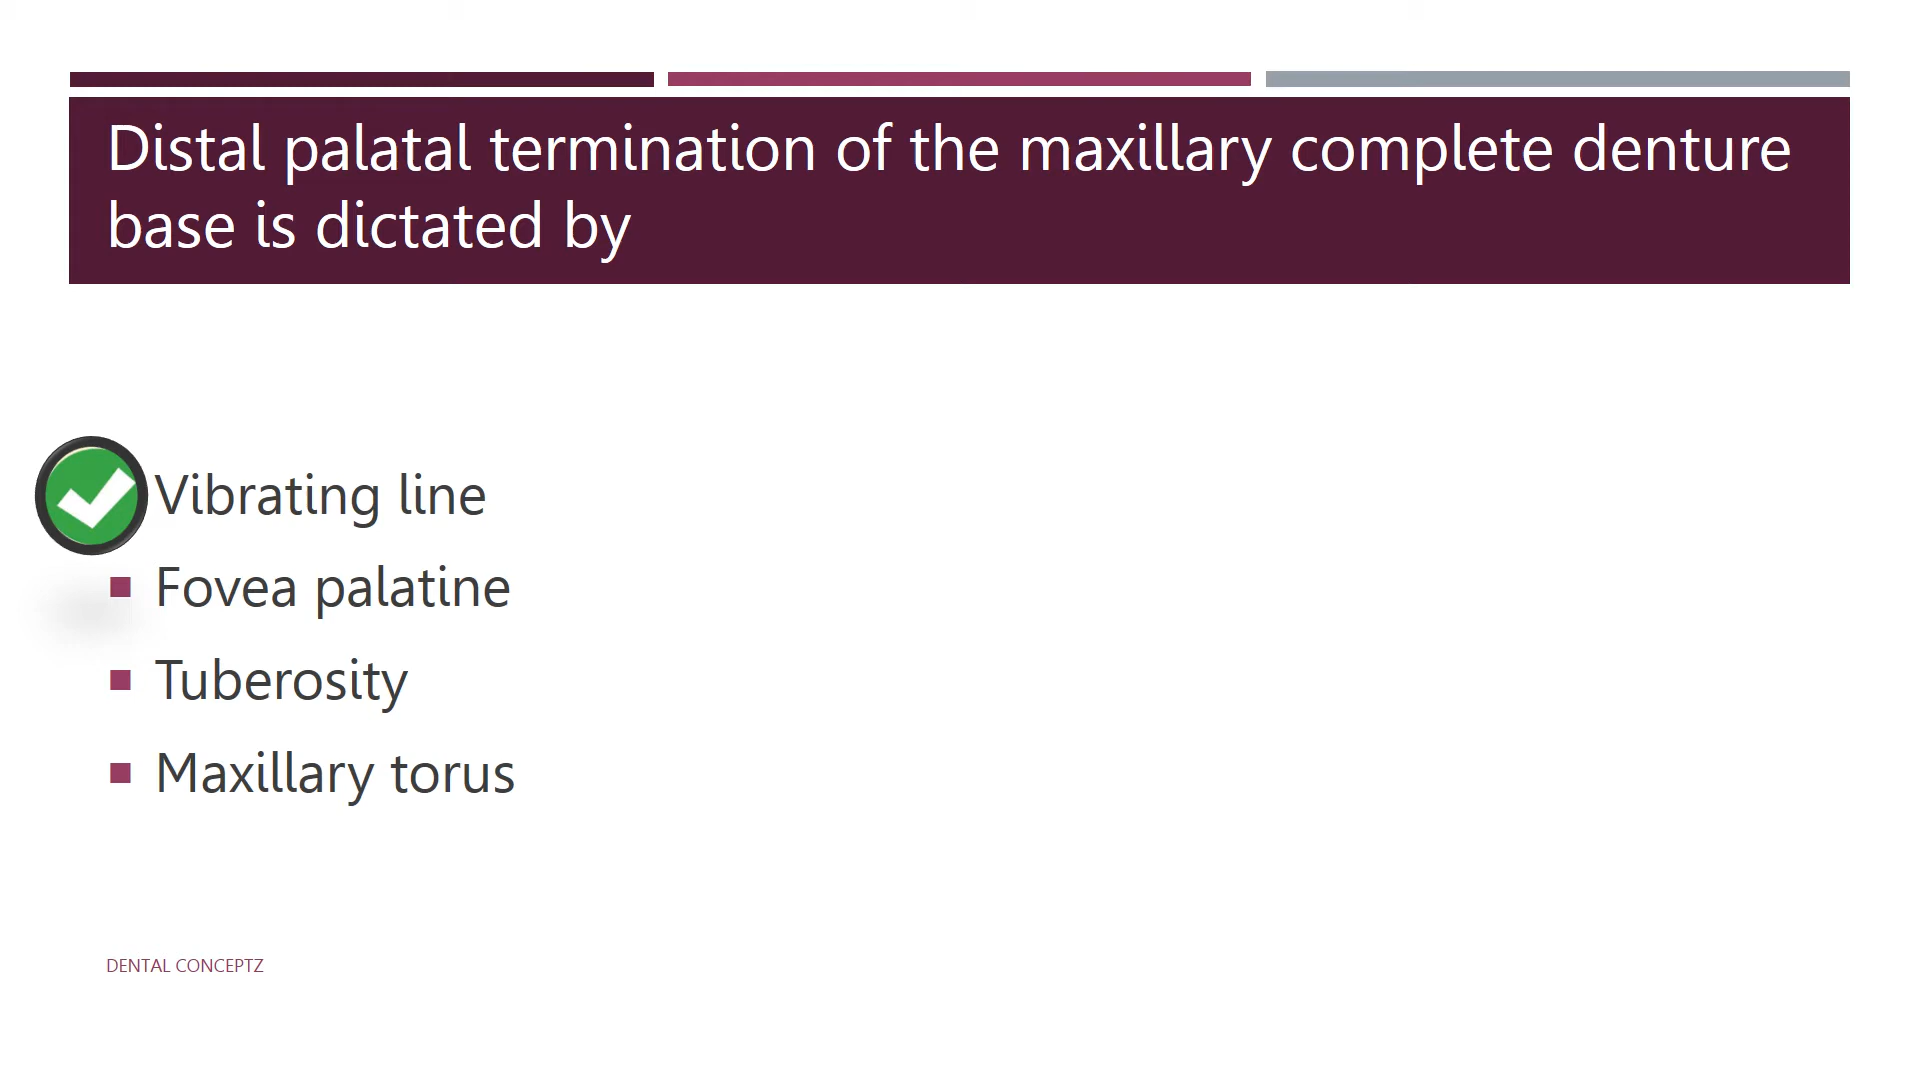 Distal palatal termination of the maxillary complete denture
base is dictated by
Vibrating line
Fovea palatine
Tuberosity
Maxillary torus
DENTAL CONCEPTZ